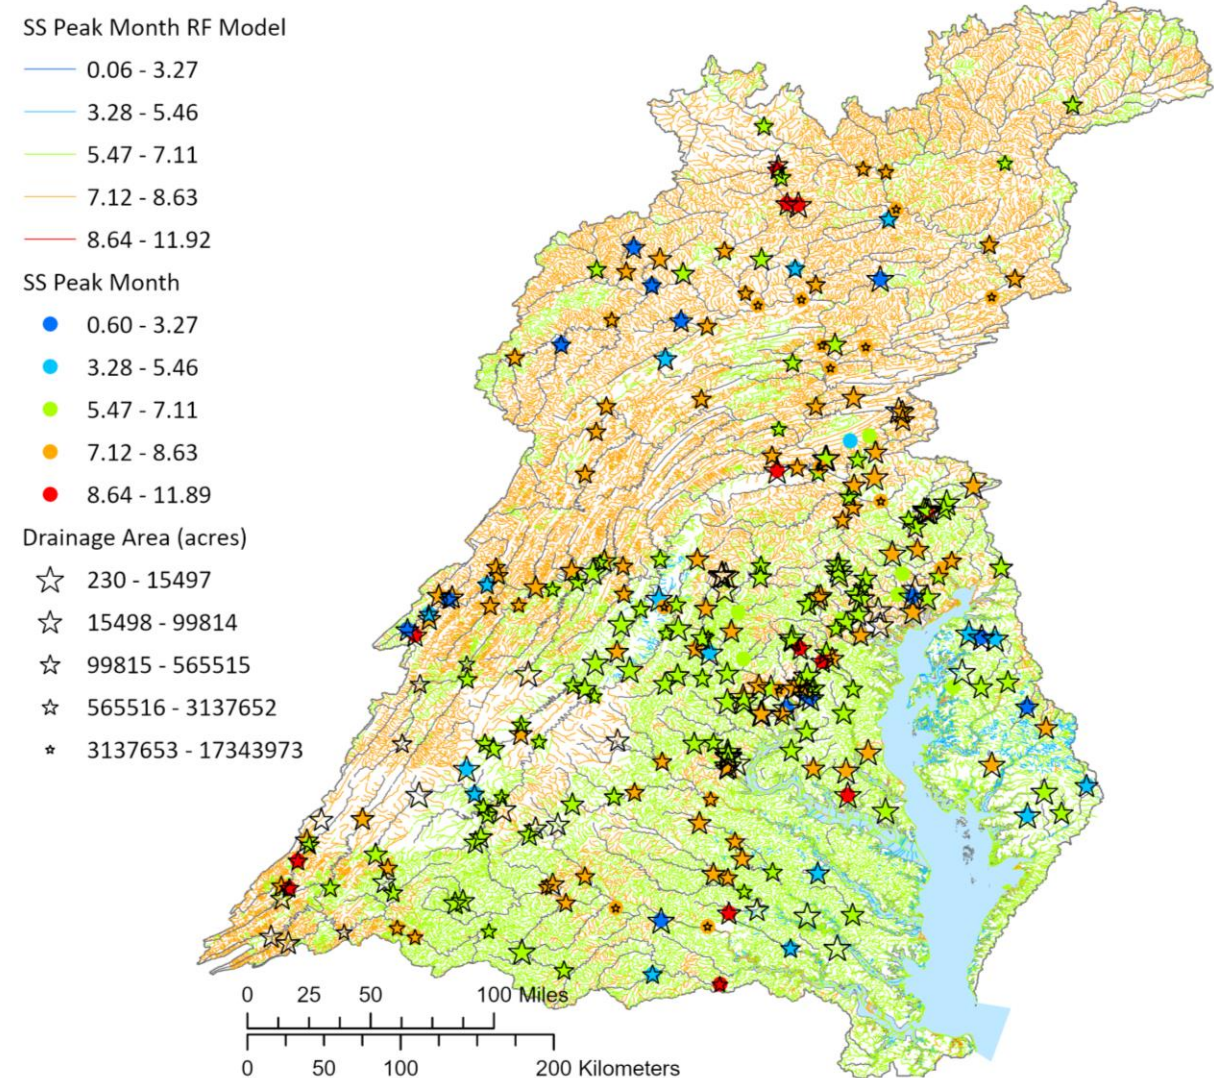 SS Peak Month RF Model
0.06 - 3.27
3.28 - 5.46
5.47 - 7.11
7.12 - 8.63
8.64 - 11.92
SS Peak Month
0.60 - 3.27
3.28 - 5.46
5.47 - 7.11
7.12 - 8.63
8.64 - 11.89
Drainage Area (acres)
230 - 15497
15498 - 99814
99815 - 565515
565516 - 3137652
3137653 - 17343973
0 25 50 100 Miles
0 50 100 200 Kilometers